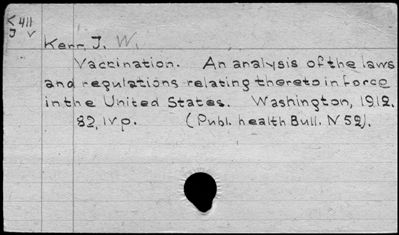 K 411
J v
Kerr, J. W.
Vaccination. An analysis of the laws
and regulations relating thereto in force
in the United States. Washington, 1912.
82, IV p. (Publ. health Bull. N 52).